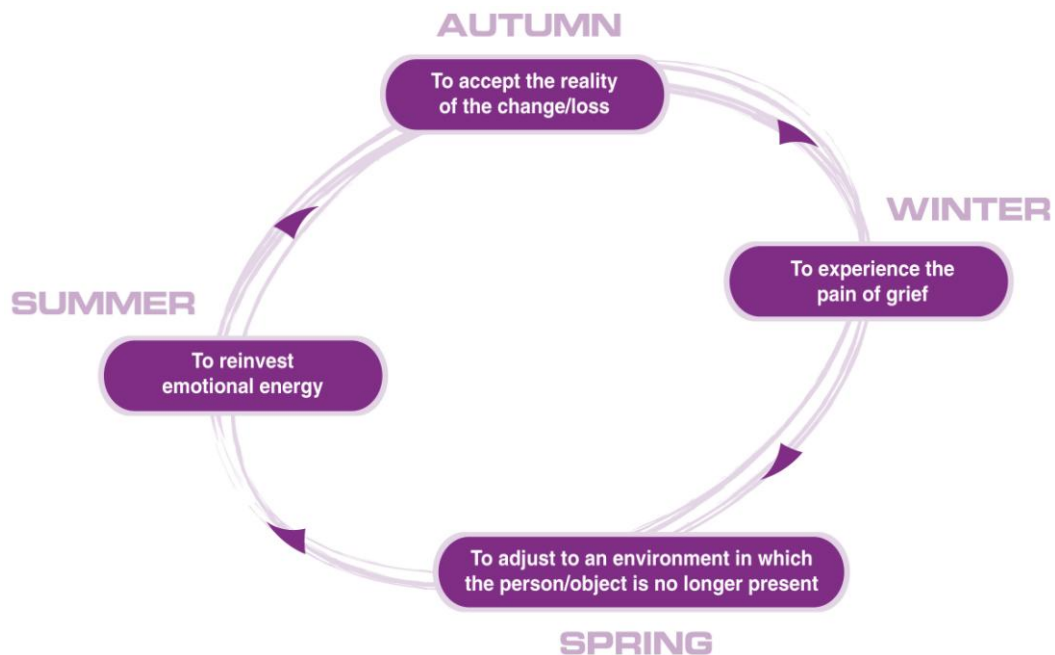 AUTUMN
To accept the reality
of the change/loss
WINTER
To experience the
pain of grief
SUMMER
To reinvest
emotional energy
To adjust to an environment in which
the person/object is no longer present
SPRING